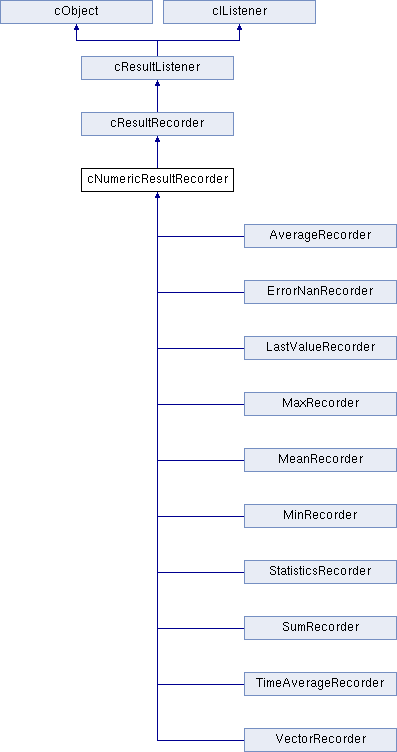 cObject
cIListener
cResultListener
cResultRecorder
cNumericResultRecorder
AverageRecorder
ErrorNanRecorder
LastValueRecorder
MaxRecorder
MeanRecorder
MinRecorder
StatisticsRecorder
SumRecorder
TimeAverageRecorder
VectorRecorder